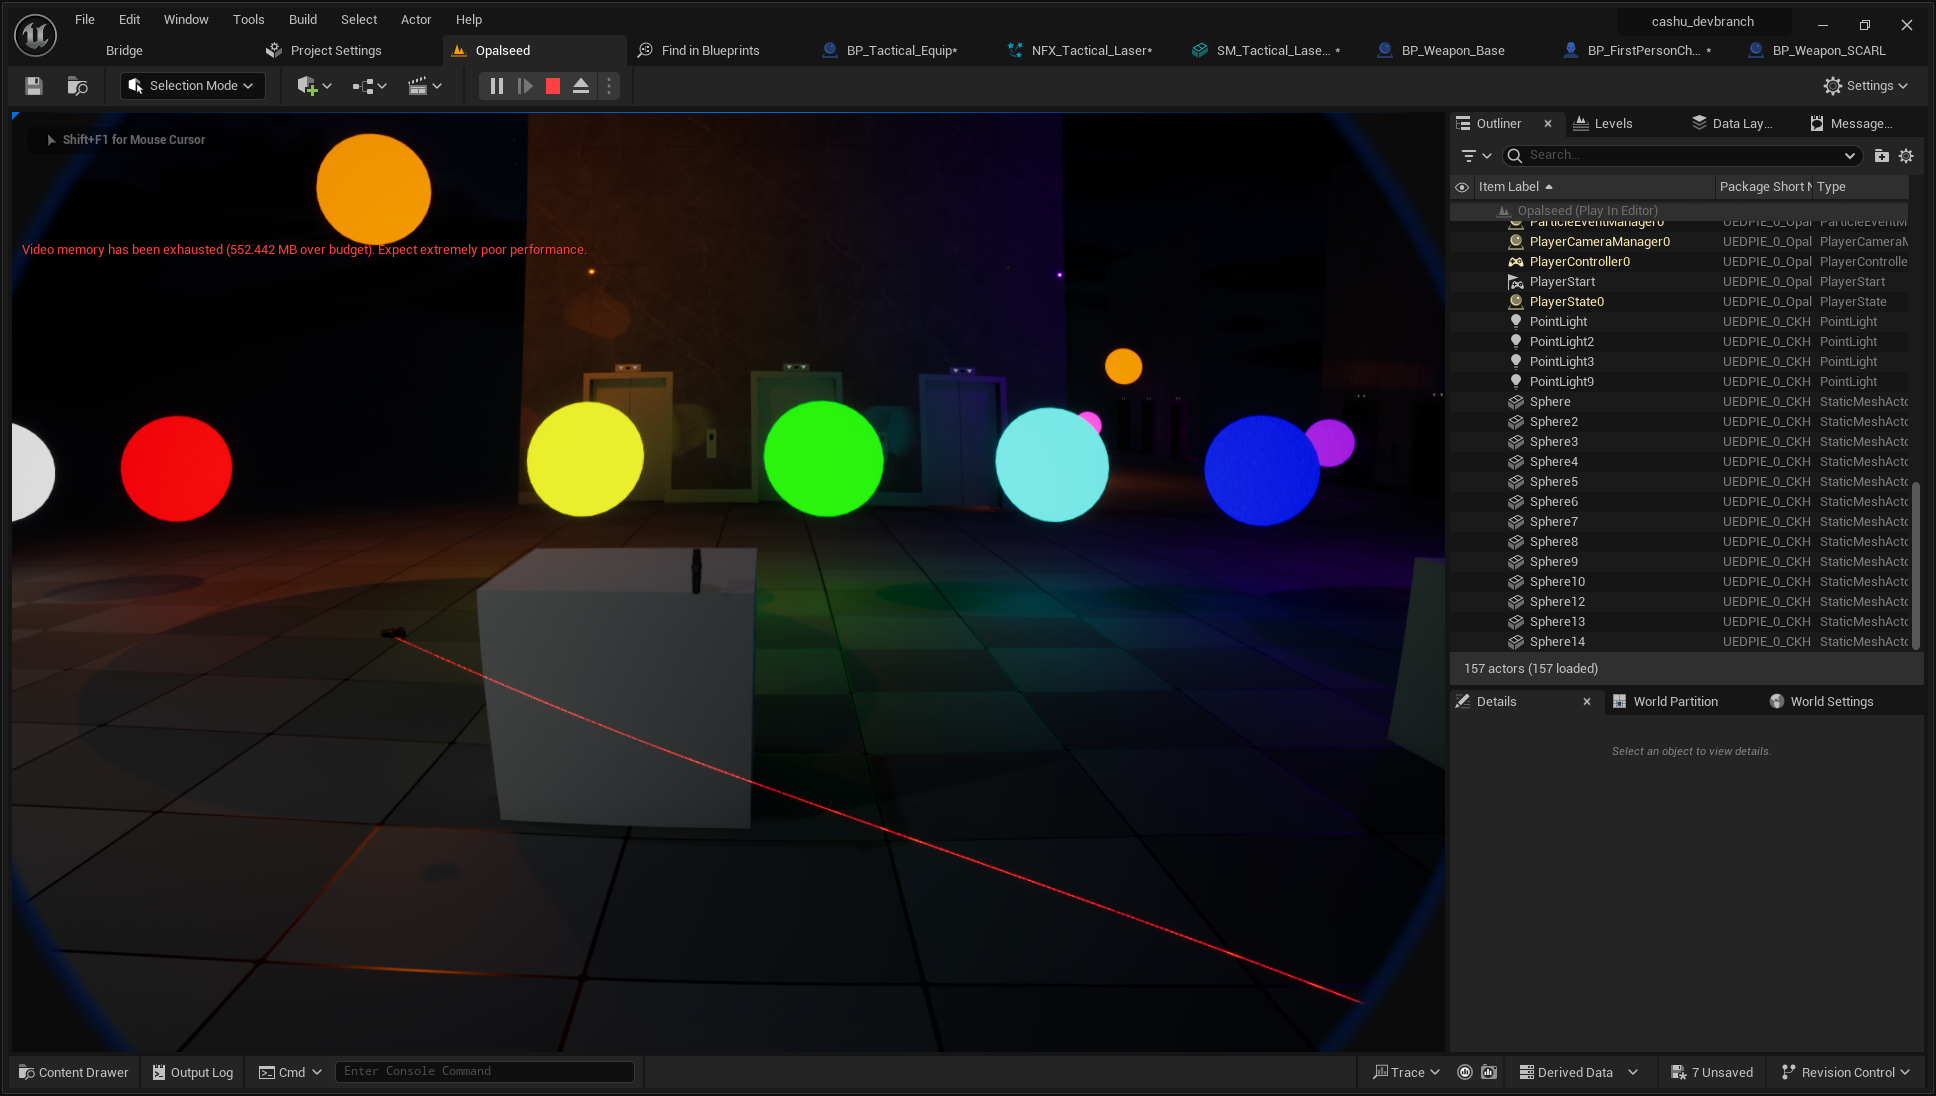 File Edit Window Tools Build Select Actor Help
cashu_devbranch
Bridge
Project Settings
Opalseed
Find in Blueprints
BP_Tactical_Equip*
NFX_Tactical_Laser*
SM_Tactical_Lase... *
BP_Weapon_Base
BP_FirstPersonCh... *
BP_Weapon_SCARL
Selection Mode
Settings
Shift+F1 for Mouse Cursor
Video memory has been exhausted (552.442 MB over budget). Expect extremely poor performance.
Outliner
Levels
Data Lay...
Message...
Search...
Item Label Package Short N Type
Opalseed (Play In Editor)
ParticleEventManager0 UEDPIE_0_Opal ParticleEventM
PlayerCameraManager0 UEDPIE_0_Opal PlayerCameraM
PlayerController0 UEDPIE_0_Opal PlayerControlle
PlayerStart UEDPIE_0_Opal PlayerStart
PlayerState0 UEDPIE_0_Opal PlayerState
PointLight UEDPIE_0_CKH PointLight
PointLight2 UEDPIE_0_CKH PointLight
PointLight3 UEDPIE_0_CKH PointLight
PointLight9 UEDPIE_0_CKH PointLight
Sphere UEDPIE_0_CKH StaticMeshActo
Sphere2 UEDPIE_0_CKH StaticMeshActo
Sphere3 UEDPIE_0_CKH StaticMeshActo
Sphere4 UEDPIE_0_CKH StaticMeshActo
Sphere5 UEDPIE_0_CKH StaticMeshActo
Sphere6 UEDPIE_0_CKH StaticMeshActo
Sphere7 UEDPIE_0_CKH StaticMeshActo
Sphere8 UEDPIE_0_CKH StaticMeshActo
Sphere9 UEDPIE_0_CKH StaticMeshActo
Sphere10 UEDPIE_0_CKH StaticMeshActo
Sphere12 UEDPIE_0_CKH StaticMeshActo
Sphere13 UEDPIE_0_CKH StaticMeshActo
Sphere14 UEDPIE_0_CKH StaticMeshActo
157 actors (157 loaded)
Details
World Partition
World Settings
Select an object to view details.
Content Drawer
Output Log
Cmd
Enter Console Command
Trace
Derived Data
7 Unsaved
Revision Control